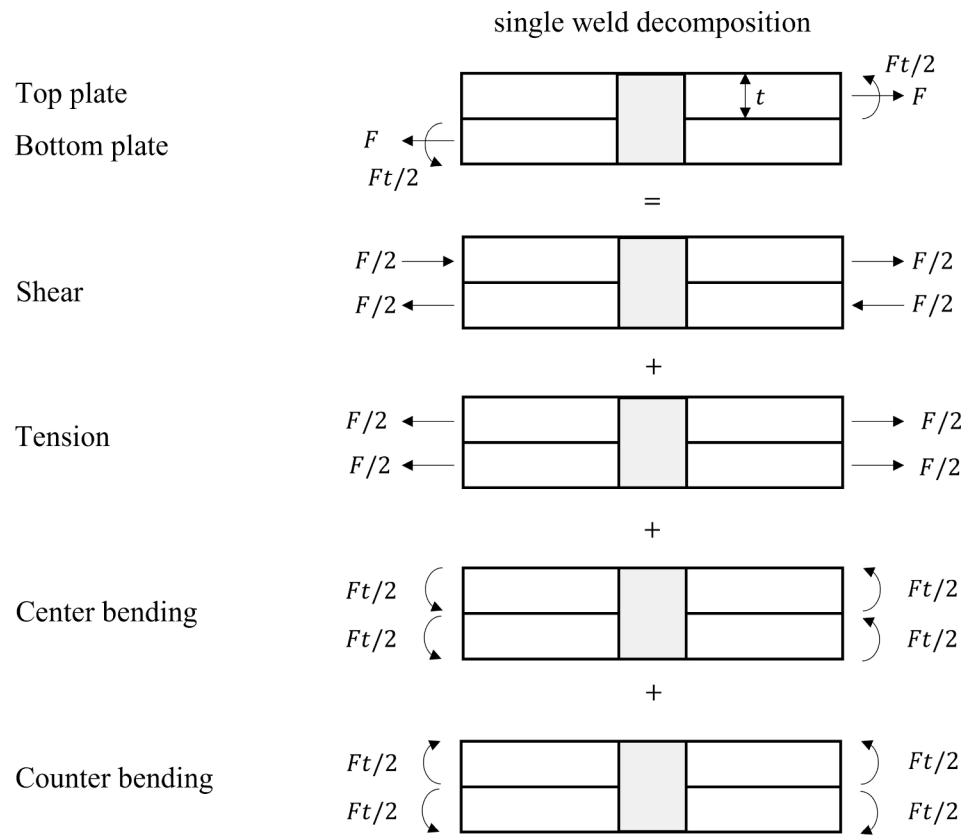 single weld decomposition
Top plate
Ft/2
t
F
Bottom plate
F
Ft/2
=
F/2
F/2
Shear
F/2
F/2
+
F/2
F/2
Tension
F/2
F/2
+
Ft/2
Ft/2
Center bending
Ft/2
Ft/2
+
Ft/2
Ft/2
Counter bending
Ft/2
Ft/2